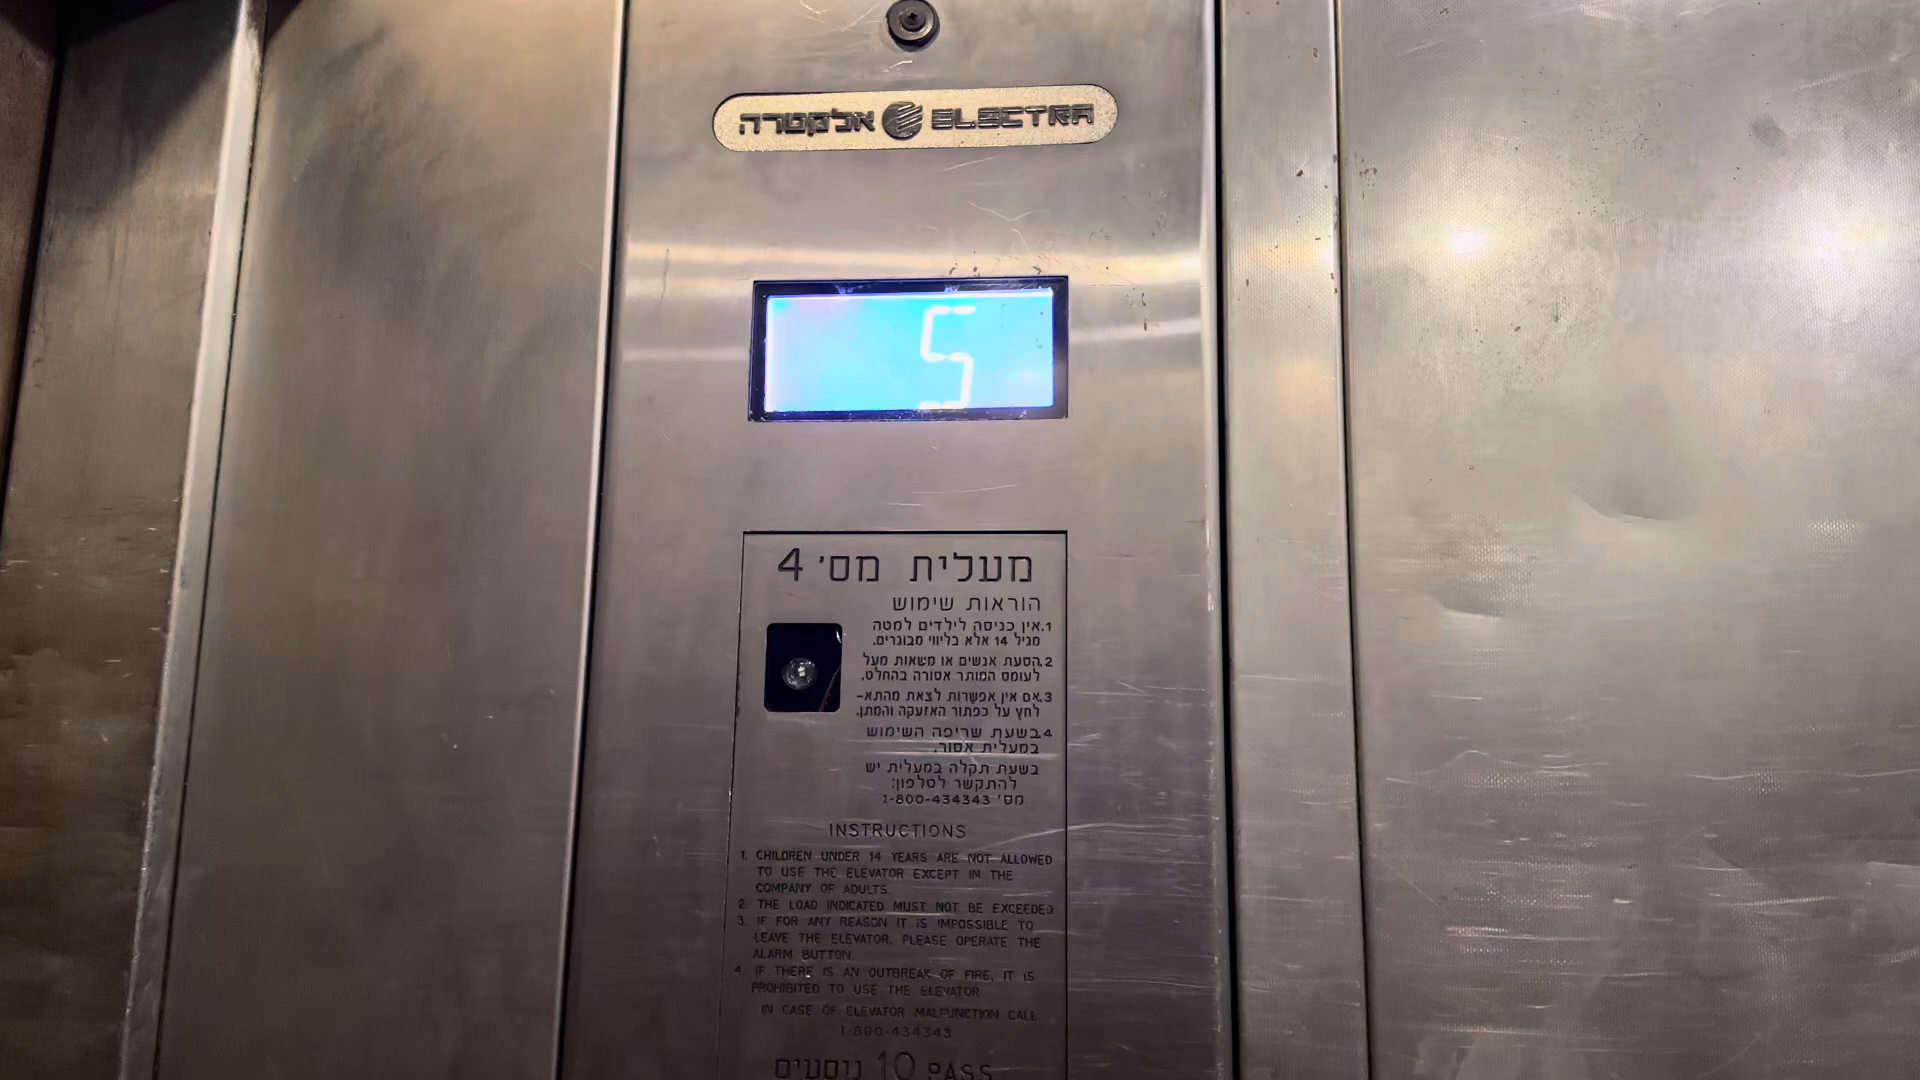 אלקטרה ELECTRA
5
מעלית מס' 4
הוראות שימוש
1.אין כניסה לילדים למטה
מגיל 14 אלא בליווי מבוגרים.
2.הסעת אנשים או משאות מעל
לעומס המותר אסורה בהחלט.
3.אם אין אפשרות לצאת מהתא-
לחץ על כפתור האזעקה והמתן.
4.בשעת שריפה השימוש
במעלית אסור.
בשעת תקלה במעלית יש
להתקשר לטלפון:
מס' 1-800-434343
INSTRUCTIONS
1. CHILDREN UNDER 14 YEARS ARE NOT ALLOWED
TO USE THE ELEVATOR EXCEPT IN THE
COMPANY OF ADULTS.
2. THE LOAD INDICATED MUST NOT BE EXCEEDED
3. IF FOR ANY REASON IT IS IMPOSSIBLE TO
LEAVE THE ELEVATOR, PLEASE OPERATE THE
ALARM BUTTON
4. IF THERE IS AN OUTBREAK OF FIRE, IT IS
PROHIBITED TO USE THE ELEVATOR
IN CASE OF ELEVATOR MALFUNCTION CALL
1-800-434343
נוסעים 10 PASS